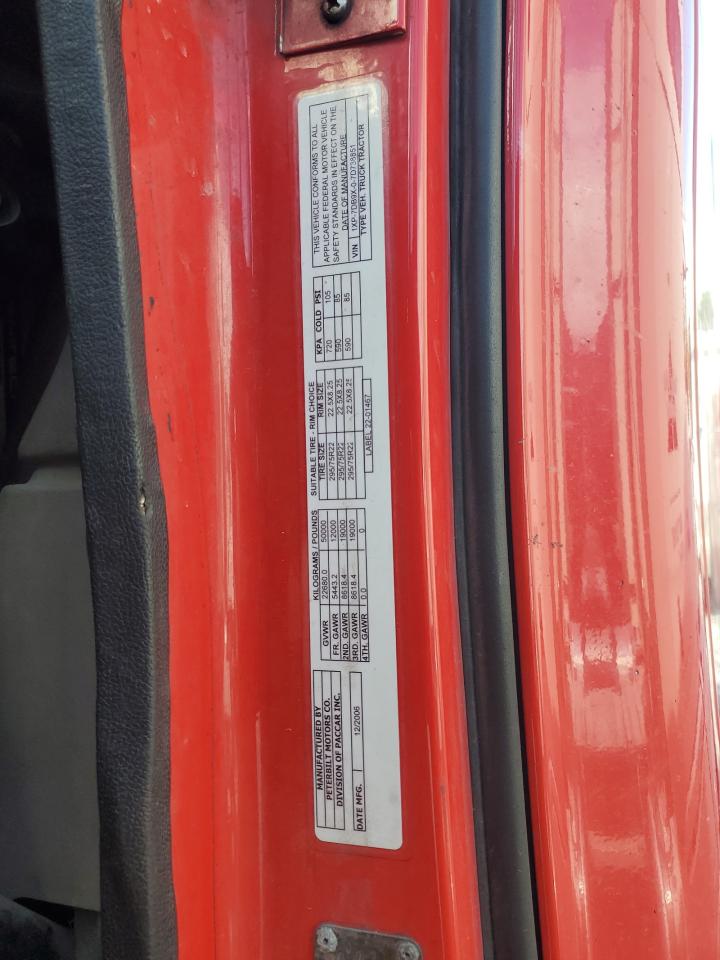 MANUFACTURED BY
PETERBILT MOTORS CO.
DIVISION OF PACCAR INC.
DATE MFG. 12/2006
KILOGRAMS / POUNDS
GVWR 22680.0 50000
FR. GAWR 5443.2 12000
2ND. GAWR 8618.4 19000
3RD. GAWR 8618.4 19000
4TH. GAWR 0.0 0
SUITABLE TIRE - RIM CHOICE
TIRE SIZE RIM SIZE
295/75R22 22.5X8.25
295/75R22 22.5X8.25
295/75R22 22.5X8.25
LABEL 22-01467
KPA COLD PSI
720 105
590 85
590 85
THIS VEHICLE CONFORMS TO ALL
APPLICABLE FEDERAL MOTOR VEHICLE
SAFETY STANDARDS IN EFFECT ON THE
DATE OF MANUFACTURE
VIN 1XP-7DB9X-0-7D738851
TYPE VEH. TRUCK TRACTOR